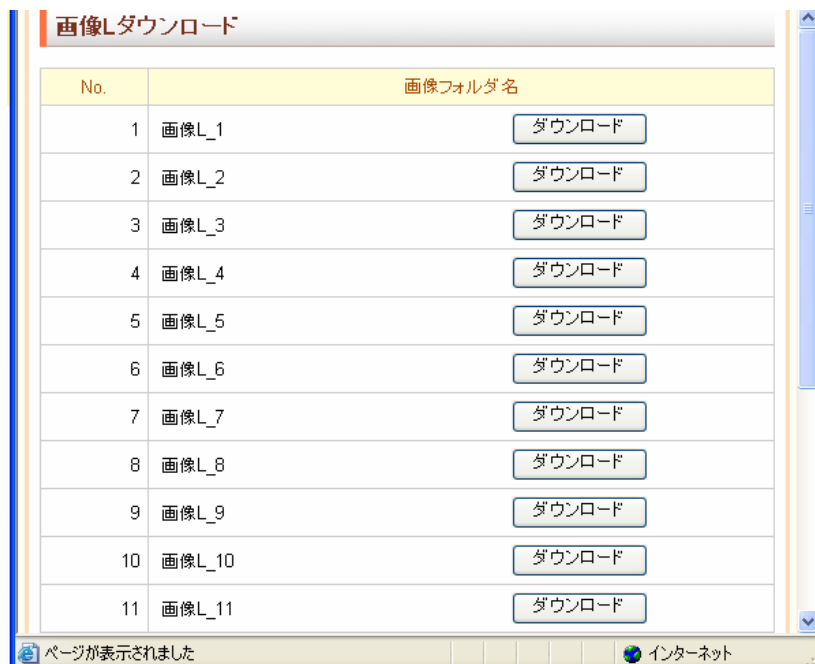 画像Lダウンロード
No. 画像フォルダ名
1 画像L_1 ダウンロード
2 画像L_2 ダウンロード
3 画像L_3 ダウンロード
4 画像L_4 ダウンロード
5 画像L_5 ダウンロード
6 画像L_6 ダウンロード
7 画像L_7 ダウンロード
8 画像L_8 ダウンロード
9 画像L_9 ダウンロード
10 画像L_10 ダウンロード
11 画像L_11 ダウンロード
ページが表示されました インターネット